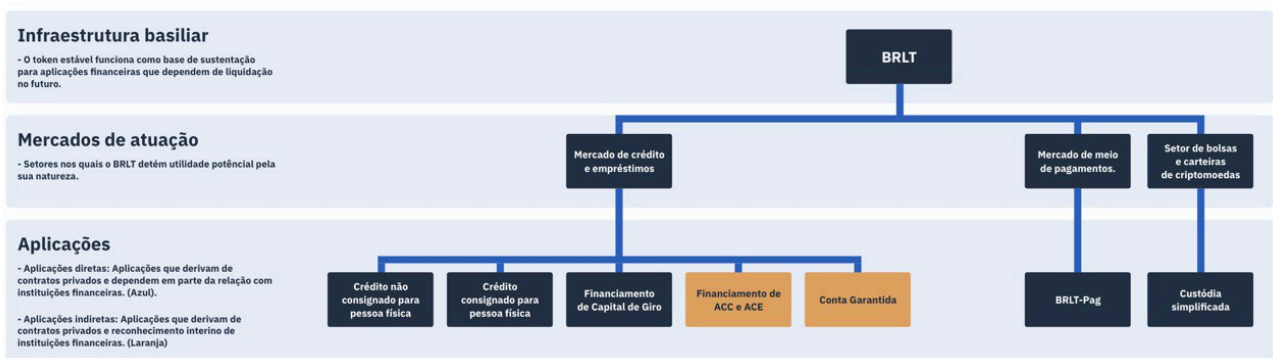 Infraestrutura basiliar
- O token estável funciona como base de sustentação
para aplicações financeiras que dependem de liquidação
no futuro.
BRLT
Mercados de atuação
- Setores nos quais o BRLT detém utilidade potêncial pela
sua natureza.
Mercado de crédito
e empréstimos
Mercado de meio
de pagamentos.
Setor de bolsas
e carteiras
de criptomoedas
Aplicações
- Aplicações diretas: Aplicações que derivam de
contratos privados e dependem em parte da relação com
instituições financeiras. (Azul).
- Aplicações indiretas: Aplicações que derivam de
contratos privados e reconhecimento interino de
instituições financeiras. (Laranja)
Crédito não
consignado para
pessoa física
Crédito
consignado para
pessoa física
Financiamento
de Capital de Giro
Financiamento de
ACC e ACE
Conta Garantida
BRLT-Pag
Custódia
simplificada